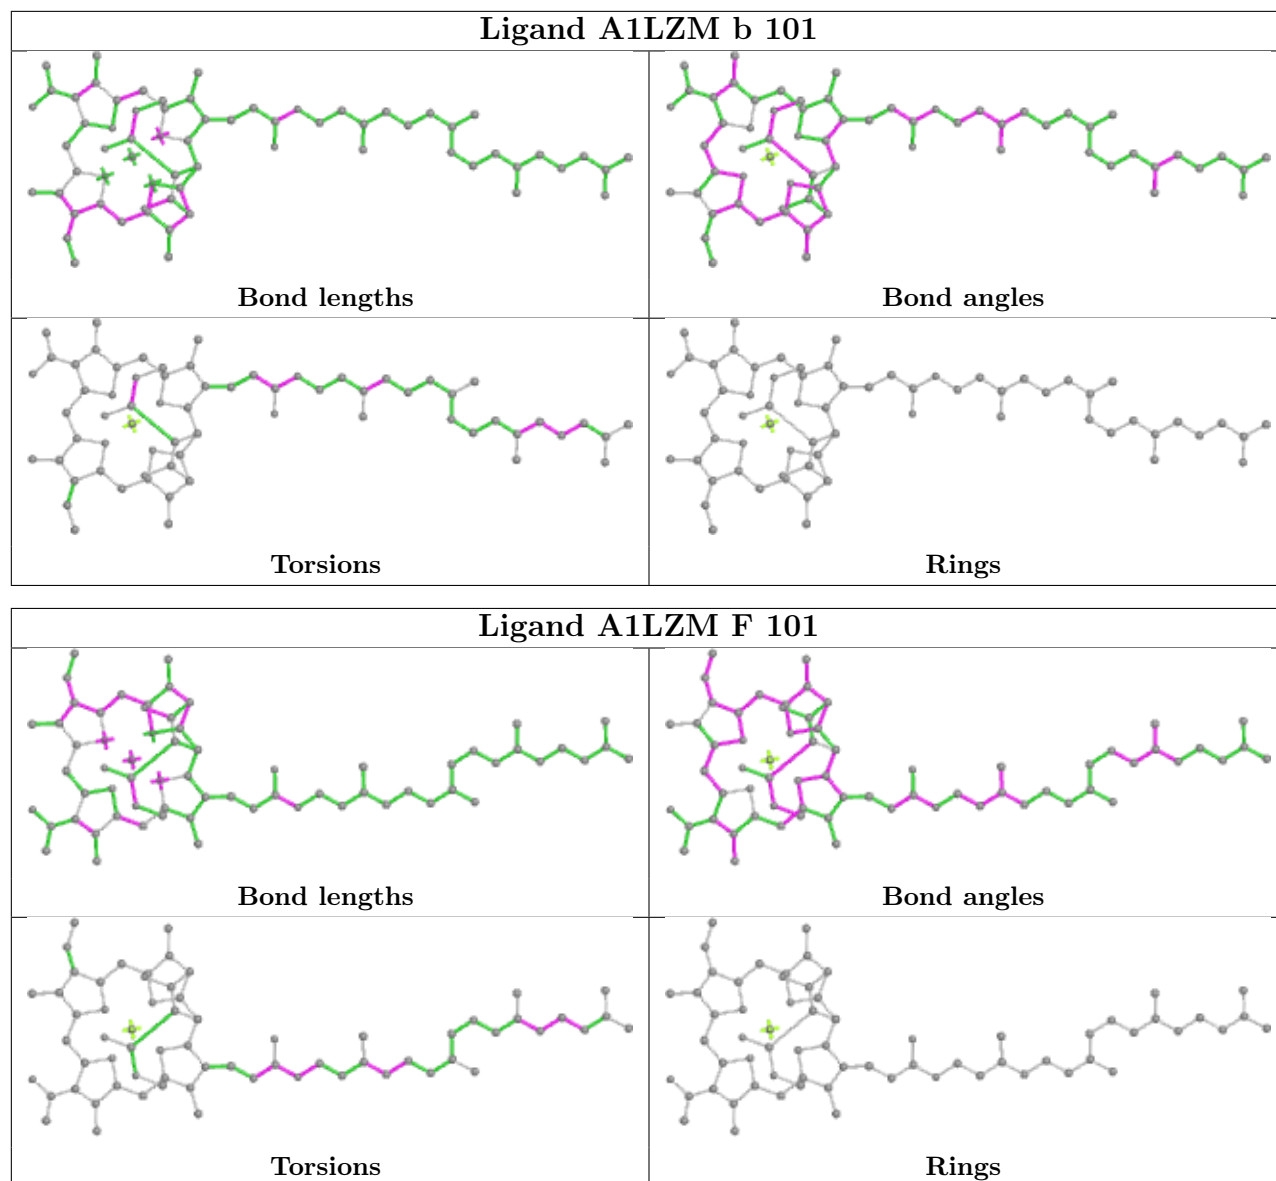 Ligand A1LZM b 101
Bond lengths
Bond angles
Torsions
Rings
Ligand A1LZM F 101
Bond lengths
Bond angles
Torsions
Rings